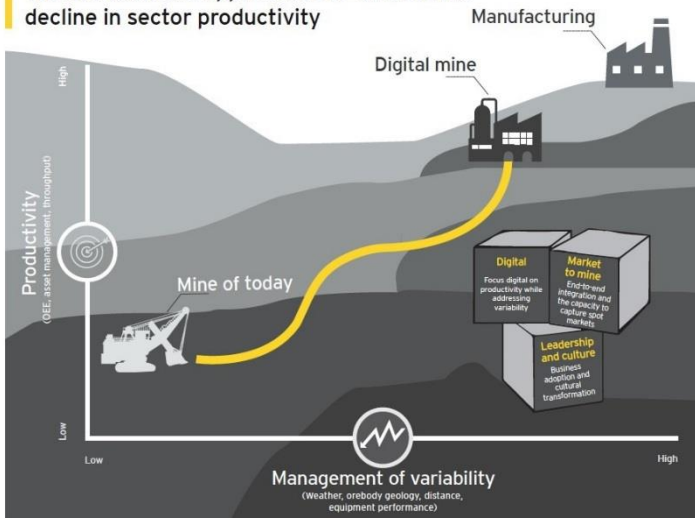 decline in sector productivity
Manufacturing
Digital mine
High
Productivity
(OEE, asset management, throughput)
Mine of today
Digital
Focus digital on
productivity while
addressing
variability
Market
to mine
End-to-end
integration and
the capacity to
capture spot
markets
Leadership
and culture
Business
adoption and
cultural
transformation
Low
Low
High
Management of variability
(Weather, orebody geology, distance,
equipment performance)